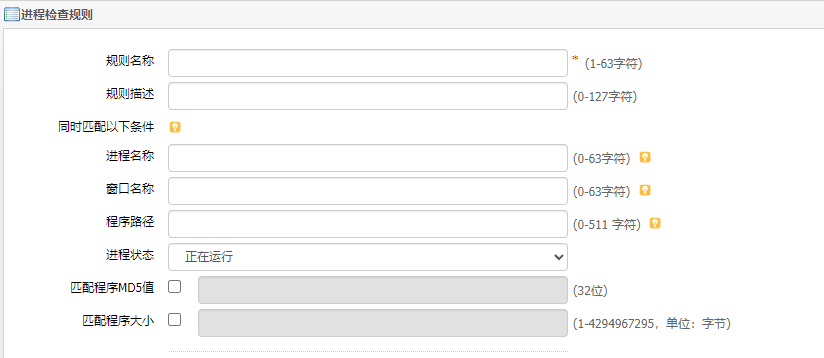 进程检查规则
规则名称 * (1-63字符)
规则描述 (0-127字符)
同时匹配以下条件
进程名称 (0-63字符)
窗口名称 (0-63字符)
程序路径 (0-511 字符)
进程状态 正在运行
匹配程序MD5值 (32位)
匹配程序大小 (1-4294967295，单位：字节)